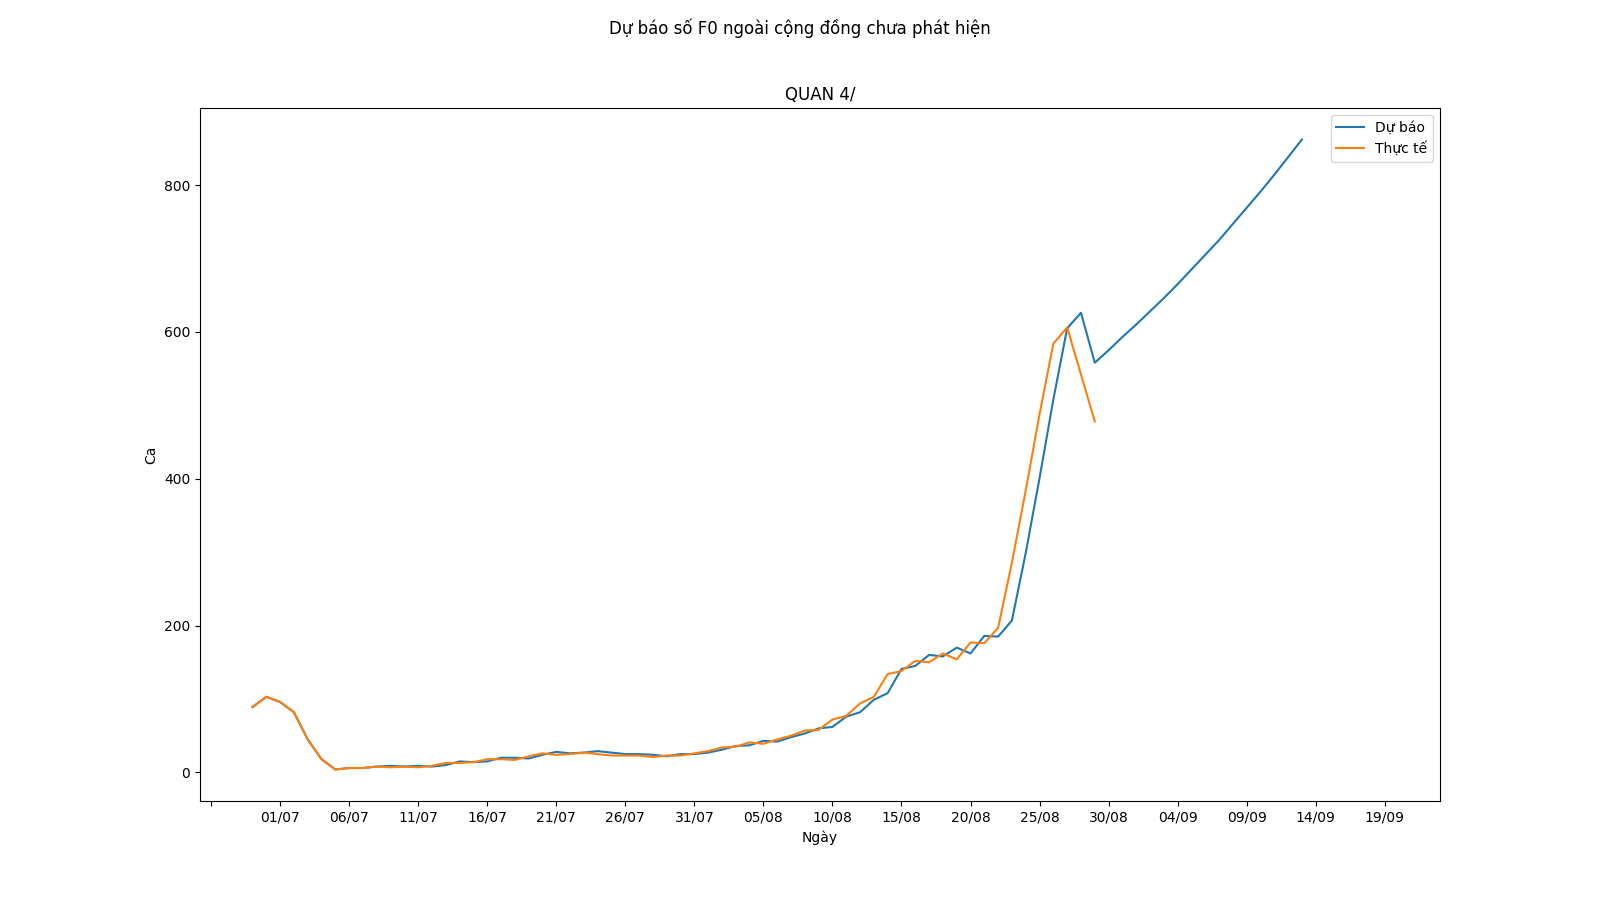 Dự báo số F0 ngoài cộng đồng chưa phát hiện
QUAN 4/
Dự báo
Thực tế
800
600
400
200
0
Ca
01/07 06/07 11/07 16/07 21/07 26/07 31/07 05/08 10/08 15/08 20/08 25/08 30/08 04/09 09/09 14/09 19/09
Ngày